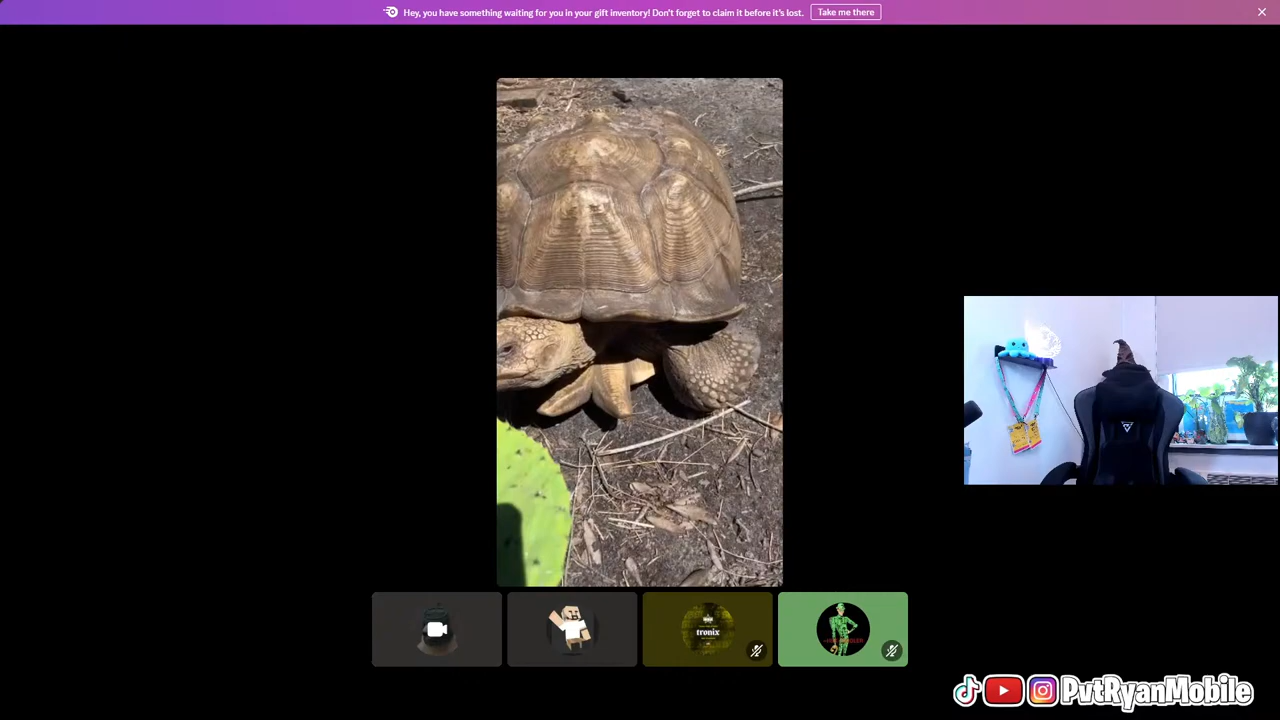 Hey, you have something waiting for you in your gift inventory! Don't forget to claim it before it's lost.
Take me there
tronix
PvtRyanMobile